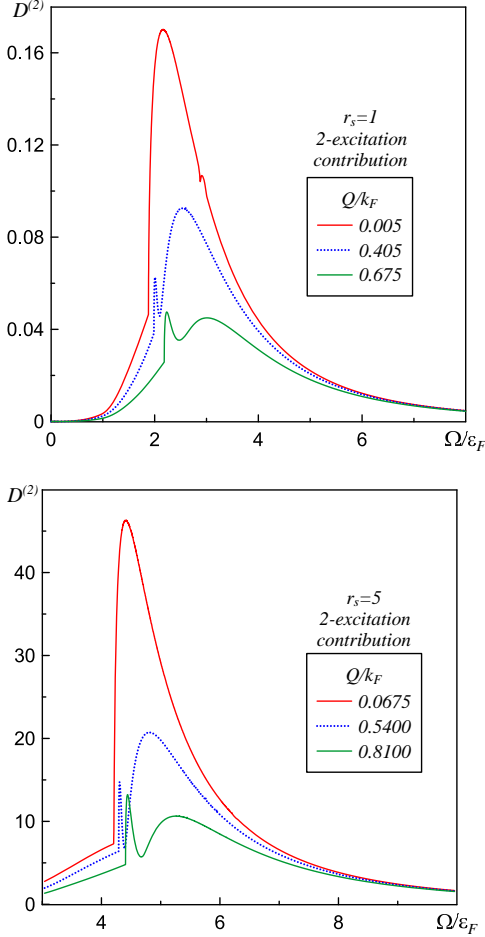 D(2)
0.16
0.12
0.08
0.04
0
r_s=1
2-excitation
contribution
Q/k_F
0.005
0.405
0.675
0 2 4 6 Ω/ε_F
D(2)
40
30
20
10
0
r_s=5
2-excitation
contribution
Q/k_F
0.0675
0.5400
0.8100
4 6 8 Ω/ε_F